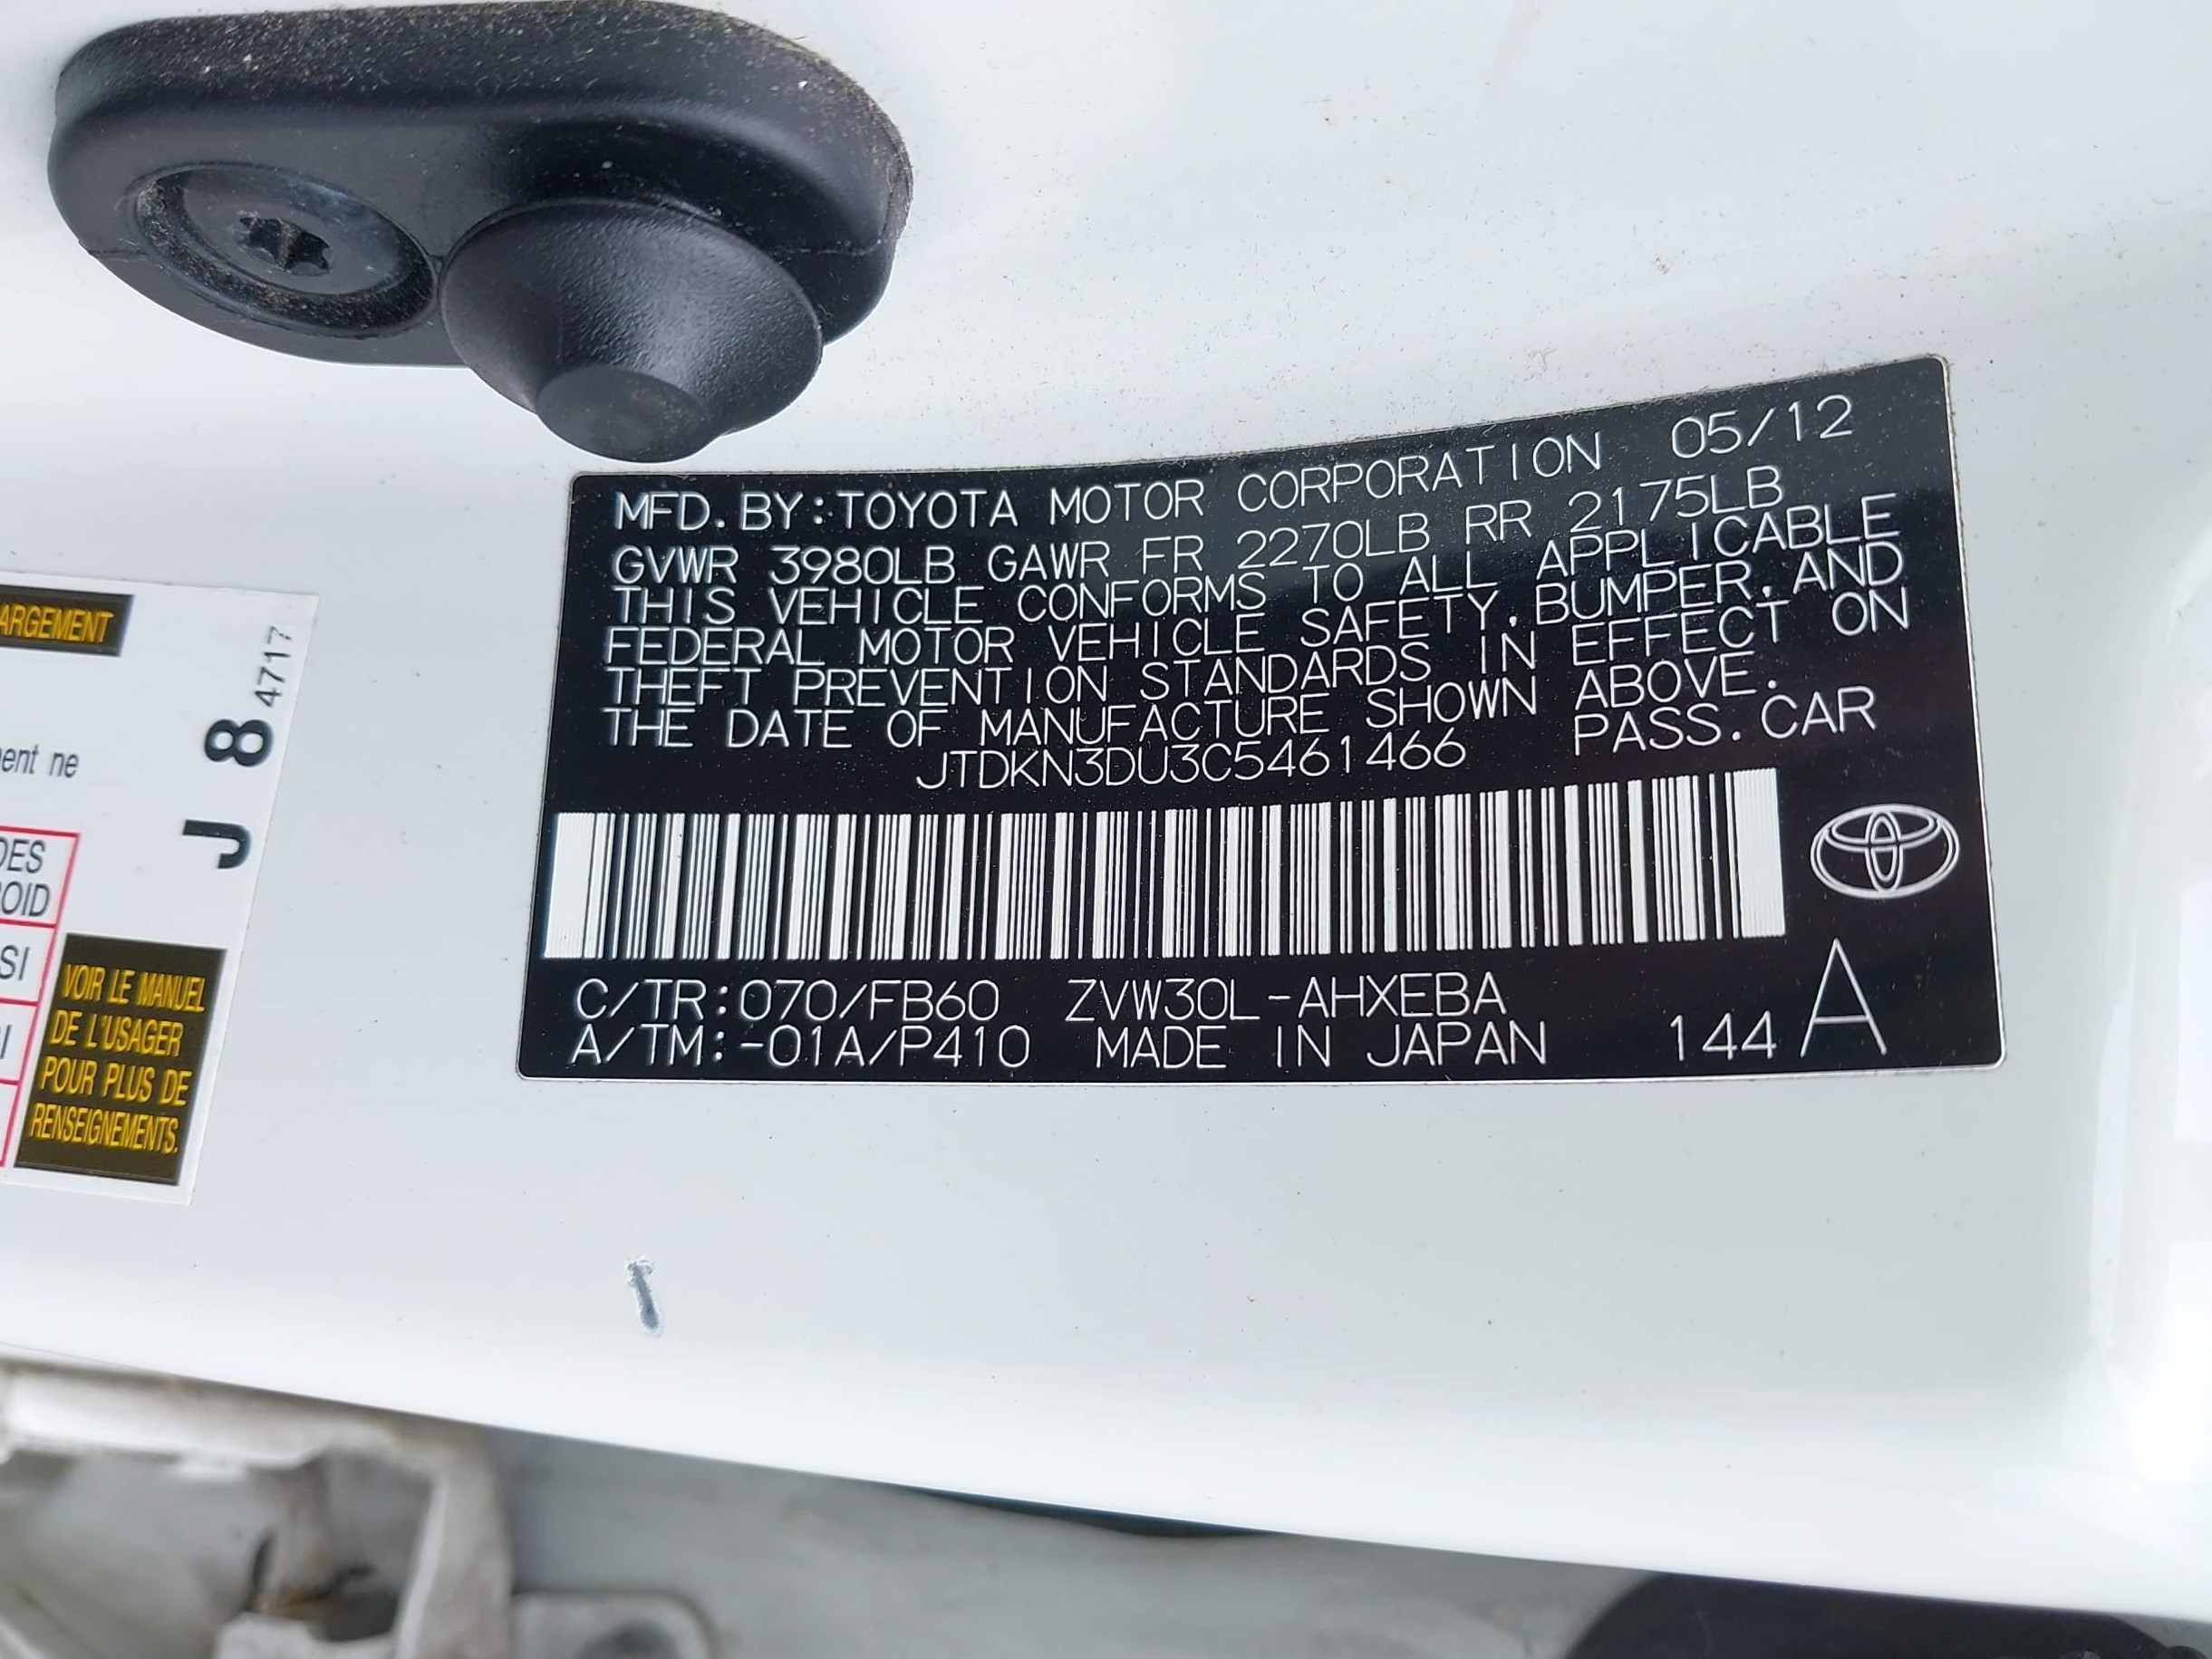 MFD. BY: TOYOTA MOTOR CORPORATION 05/12
GVWR 3980LB GAWR FR 2270LB RR 2175LB
THIS VEHICLE CONFORMS TO ALL APPLICABLE
FEDERAL MOTOR VEHICLE SAFETY, BUMPER, AND
THEFT PREVENTION STANDARDS IN EFFECT ON
THE DATE OF MANUFACTURE SHOWN ABOVE.
JTDKN3DU3C5461466 PASS. CAR
C/TR: 070/FB60 ZVW30L-AHXEBA
A/TM: -01A/P410 MADE IN JAPAN 144 A
ARGEMENT
J 8 4717
ent ne
DES
OID
SI
VOIR LE MANUEL
DE L'USAGER
POUR PLUS DE
RENSEIGNEMENTS.